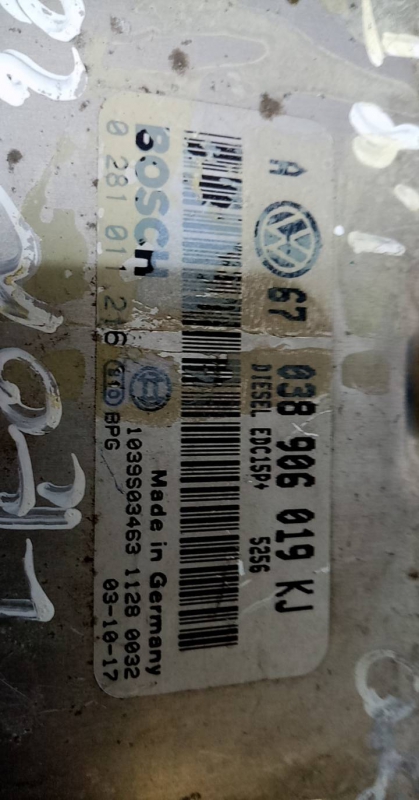 A VW 67 038 906 019 KJ
DIESEL EDC15P+ 5256
BOSCH Made in Germany
0 281 011 BPG 1039S03463 1128 0032
03-10-17